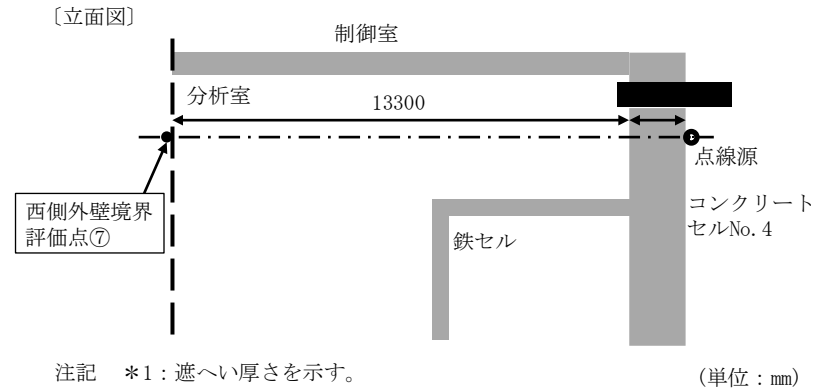 〔立面図〕
制御室
分析室
13300
点線源
西側外壁境界
評価点⑦
コンクリート
セルNo.4
鉄セル
注記　*1：遮へい厚さを示す。
(単位：mm)